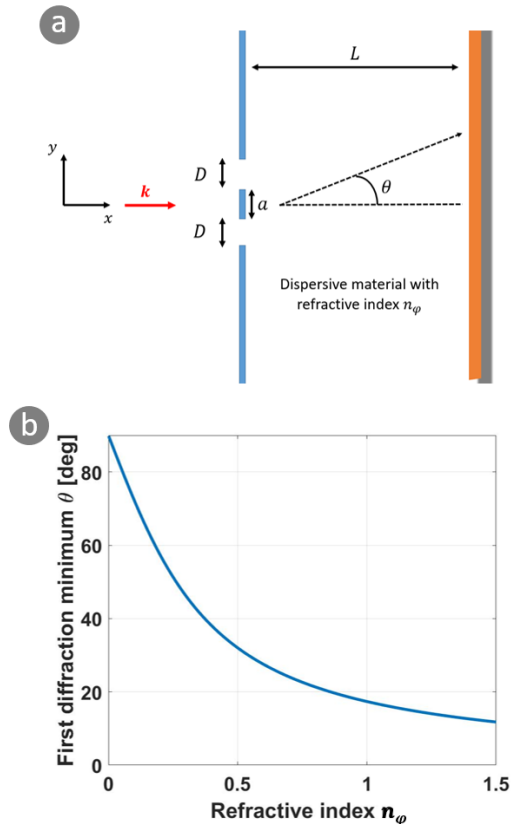 a
L
y
D
k
θ
x
a
D
Dispersive material with
refractive index nφ
b
First diffraction minimum θ [deg]
80
60
40
20
0
0
0.5
1
1.5
Refractive index nφ